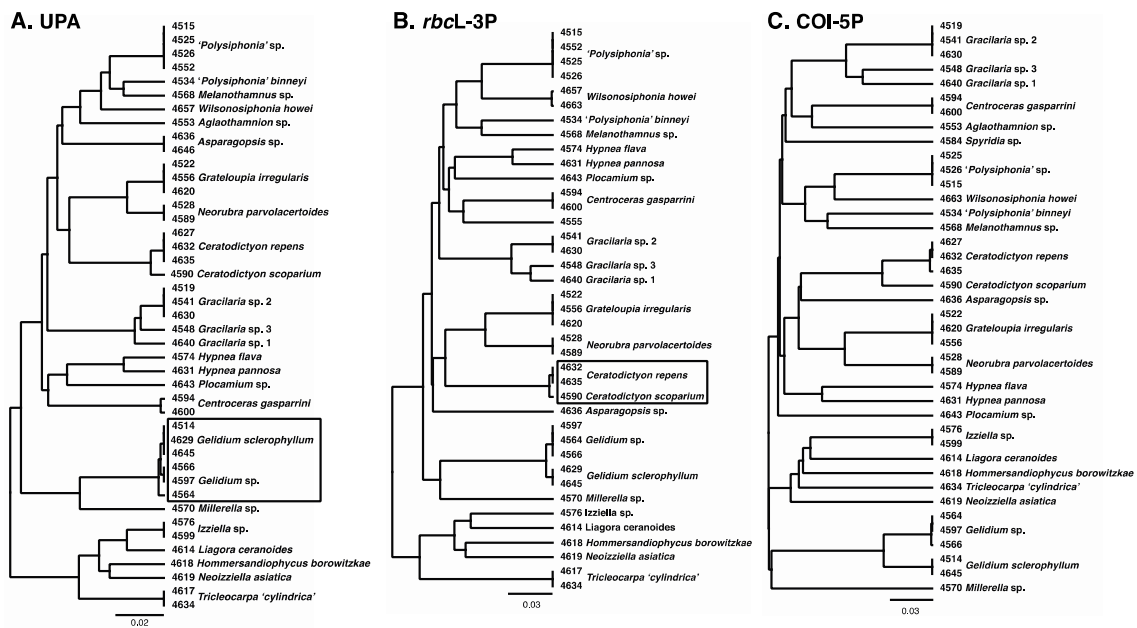 A. UPA
4515
4525
4526
4552
'Polysiphonia' sp.
4534 'Polysiphonia' binneyi
4568 Melanothamnus sp.
4657 Wilsonosiphonia howei
4553 Aglaothamnion sp.
4636
4646
Asparagopsis sp.
4522
4556 Grateloupia irregularis
4620
4528
4589
Neorubra parvolacertoides
4627
4632 Ceratodictyon repens
4635
4590 Ceratodictyon scoparium
4519
4541 Gracilaria sp. 2
4630
4548 Gracilaria sp. 3
4640 Gracilaria sp. 1
4574 Hypnea flava
4631 Hypnea pannosa
4643 Plocamium sp.
4594
4600
Centroceras gasparrini
4514
4629 Gelidium sclerophyllum
4645
4566
4597 Gelidium sp.
4564
4570 Millerella sp.
4576
4599
Izziella sp.
4614 Liagora ceranoides
4618 Hommersandiophycus borowitzkae
4619 Neoizziella asiatica
4617
4634
Tricleocarpa 'cylindrica'
0.02
B. rbcL-3P
4515
4552
4525
4526
'Polysiphonia' sp.
4657
4663
Wilsonosiphonia howei
4534 'Polysiphonia' binneyi
4568 Melanothamnus sp.
4574 Hypnea flava
4631 Hypnea pannosa
4643 Plocamium sp.
4594
4600
Centroceras gasparrini
4555
4541
4630
Gracilaria sp. 2
4548 Gracilaria sp. 3
4640 Gracilaria sp. 1
4522
4556 Grateloupia irregularis
4620
4528
4589
Neorubra parvolacertoides
4632
4635
Ceratodictyon repens
4590 Ceratodictyon scoparium
4636 Asparagopsis sp.
4597
4564 Gelidium sp.
4566
4629
4645
Gelidium sclerophyllum
4570 Millerella sp.
4576 Izziella sp.
4614 Liagora ceranoides
4618 Hommersandiophycus borowitzkae
4619 Neoizziella asiatica
4617
4634
Tricleocarpa 'cylindrica'
0.03
C. COI-5P
4519
4541 Gracilaria sp. 2
4630
4548 Gracilaria sp. 3
4640 Gracilaria sp. 1
4594
4600
Centroceras gasparrini
4553 Aglaothamnion sp.
4584 Spyridia sp.
4525
4526 'Polysiphonia' sp.
4515
4663 Wilsonosiphonia howei
4534 'Polysiphonia' binneyi
4568 Melanothamnus sp.
4627
4632 Ceratodictyon repens
4635
4590 Ceratodictyon scoparium
4636 Asparagopsis sp.
4522
4620 Grateloupia irregularis
4556
4528
4589
Neorubra parvolacertoides
4574 Hypnea flava
4631 Hypnea pannosa
4643 Plocamium sp.
4576
4599
Izziella sp.
4614 Liagora ceranoides
4618 Hommersandiophycus borowitzkae
4634 Tricleocarpa 'cylindrica'
4619 Neoizziella asiatica
4564
4597 Gelidium sp.
4566
4514
4645
Gelidium sclerophyllum
4570 Millerella sp.
0.03